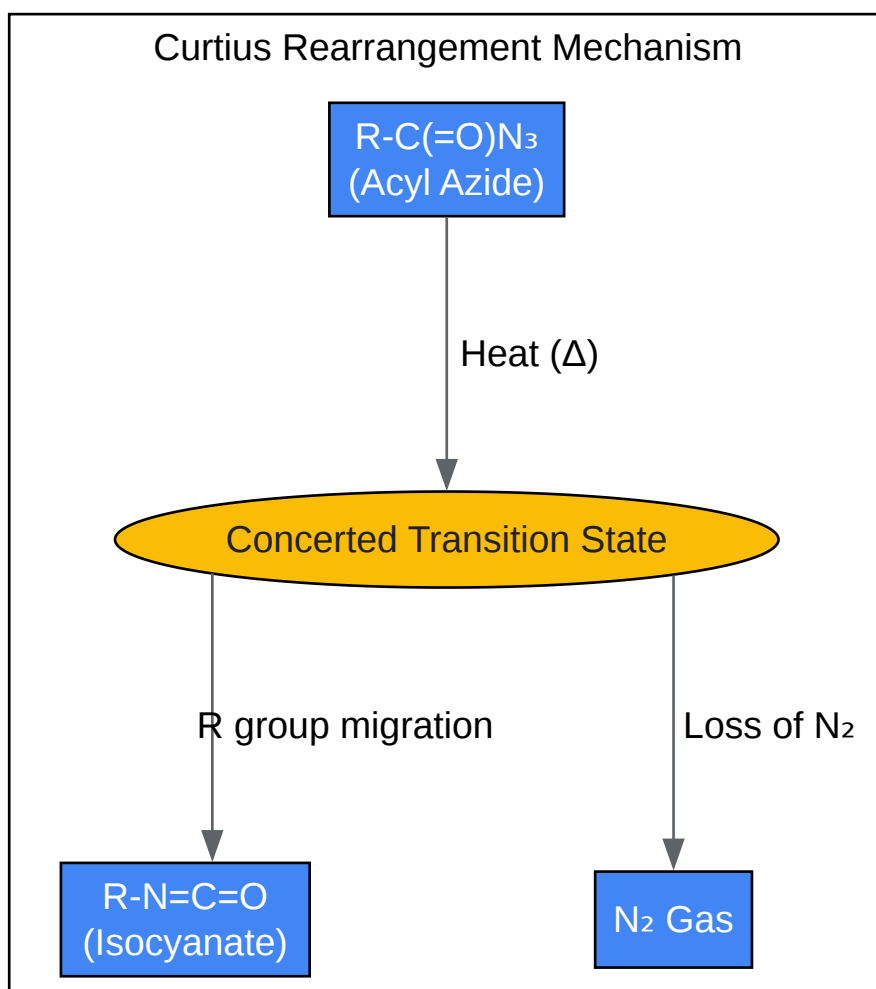 Curtius Rearrangement Mechanism
R-C(=O)N₃
(Acyl Azide)
Heat (Δ)
Concerted Transition State
R group migration
Loss of N₂
R-N=C=O
(Isocyanate)
N₂ Gas